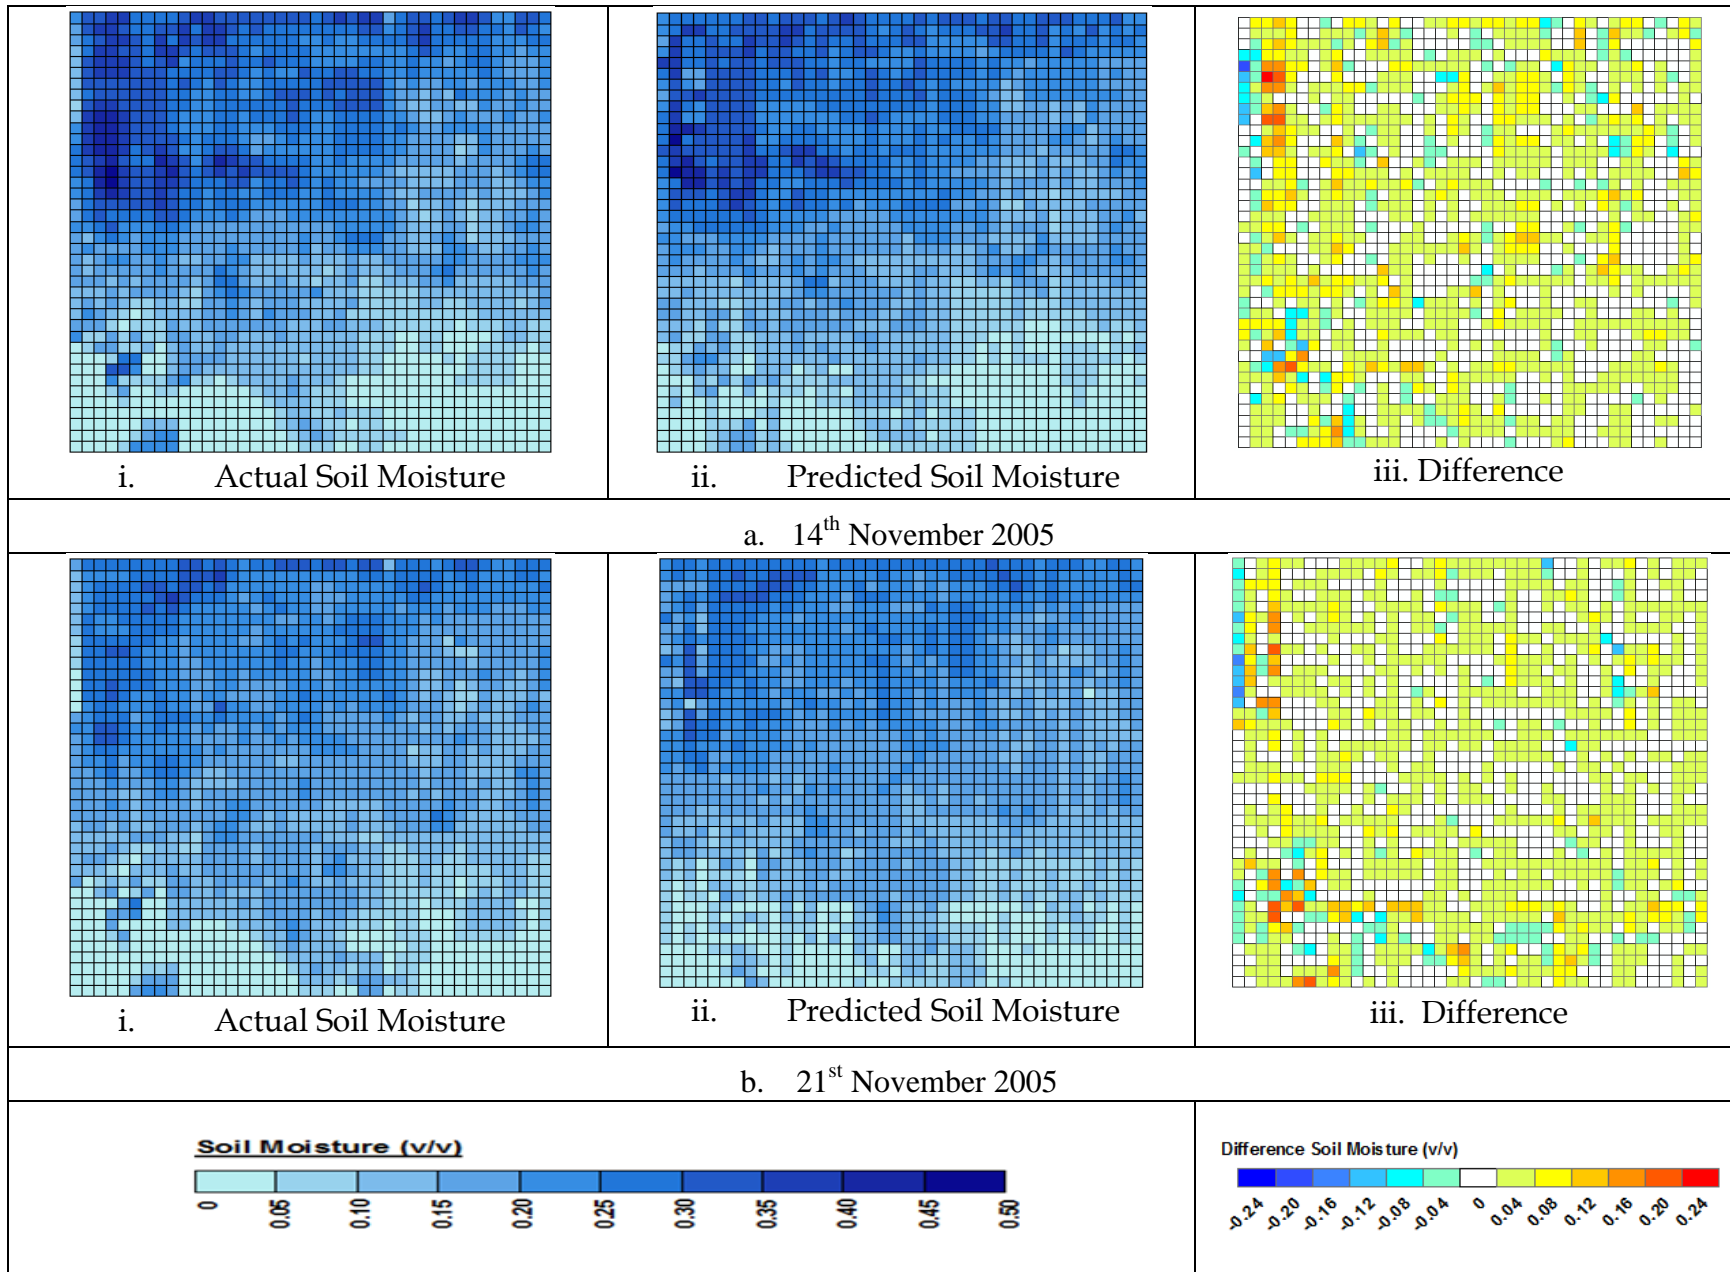 i. Actual Soil Moisture
ii. Predicted Soil Moisture
iii. Difference
a. 14th November 2005
i. Actual Soil Moisture
ii. Predicted Soil Moisture
iii. Difference
b. 21st November 2005
Soil Moisture (v/v)
0 0.05 0.10 0.15 0.20 0.25 0.30 0.35 0.40 0.45 0.50
Difference Soil Moisture (v/v)
-0.24 -0.20 -0.16 -0.12 -0.08 -0.04 0 0.04 0.08 0.12 0.16 0.20 0.24